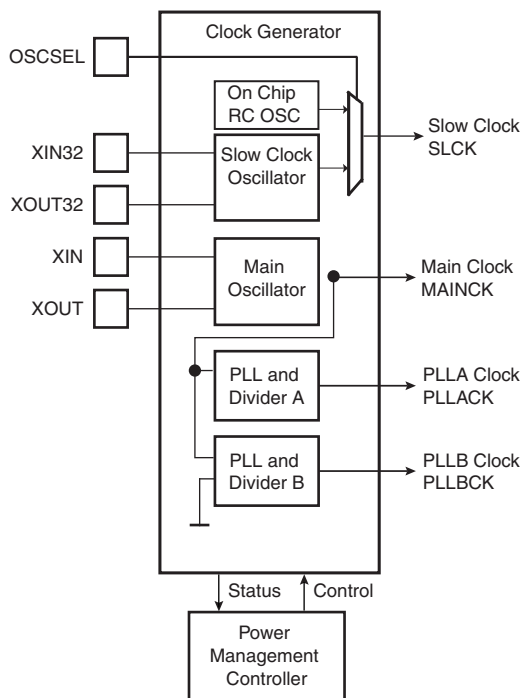 Clock Generator
OSCSEL
On Chip
RC OSC
Slow Clock
SLCK
XIN32
Slow Clock
Oscillator
XOUT32
XIN
Main
Oscillator
Main Clock
MAINCK
XOUT
PLL and
Divider A
PLLA Clock
PLLACK
PLL and
Divider B
PLLB Clock
PLLBCK
Status
Control
Power
Management
Controller